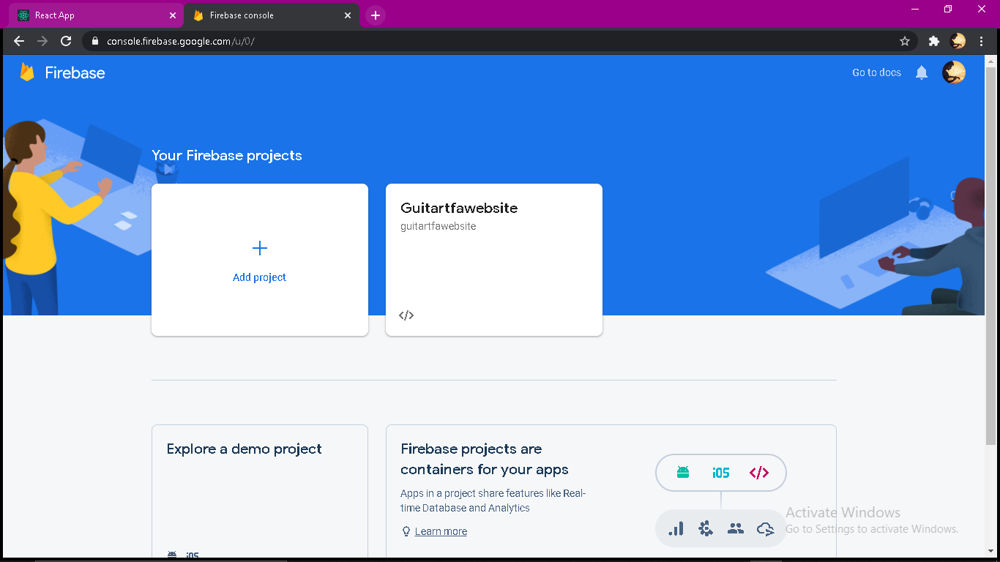 React App
Firebase console
console.firebase.google.com/u/0/
Firebase
Go to docs
Your Firebase projects
Add project
Guitartfawebsite
guitartfawebsite
</>
Explore a demo project
iOS
Firebase projects are
containers for your apps
Apps in a project share features like Real-
time Database and Analytics
Learn more
iOS </>
Activate Windows
Go to Settings to activate Windows.